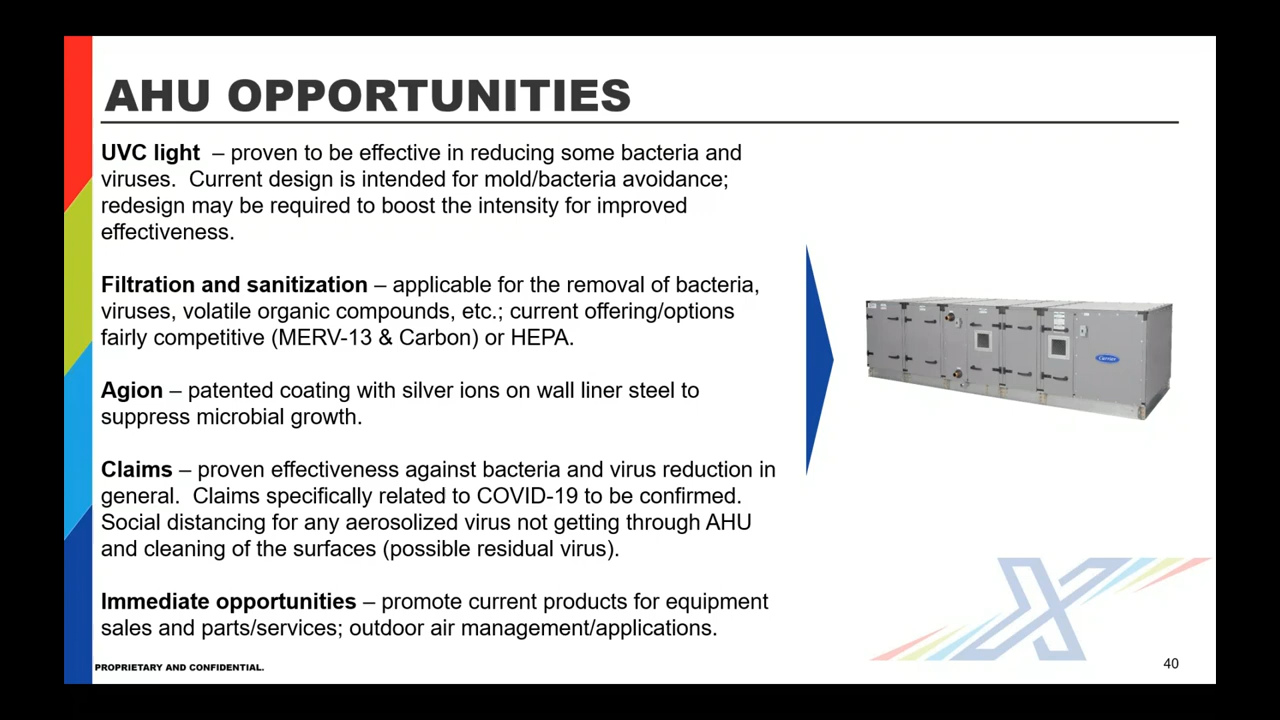 AHU OPPORTUNITIES
UVC light – proven to be effective in reducing some bacteria and
viruses. Current design is intended for mold/bacteria avoidance;
redesign may be required to boost the intensity for improved
effectiveness.
Filtration and sanitization – applicable for the removal of bacteria,
viruses, volatile organic compounds, etc.; current offering/options
fairly competitive (MERV-13 & Carbon) or HEPA.
Agion – patented coating with silver ions on wall liner steel to
suppress microbial growth.
Claims – proven effectiveness against bacteria and virus reduction in
general. Claims specifically related to COVID-19 to be confirmed.
Social distancing for any aerosolized virus not getting through AHU
and cleaning of the surfaces (possible residual virus).
Immediate opportunities – promote current products for equipment
sales and parts/services; outdoor air management/applications.
Carrier
X
PROPRIETARY AND CONFIDENTIAL.
40